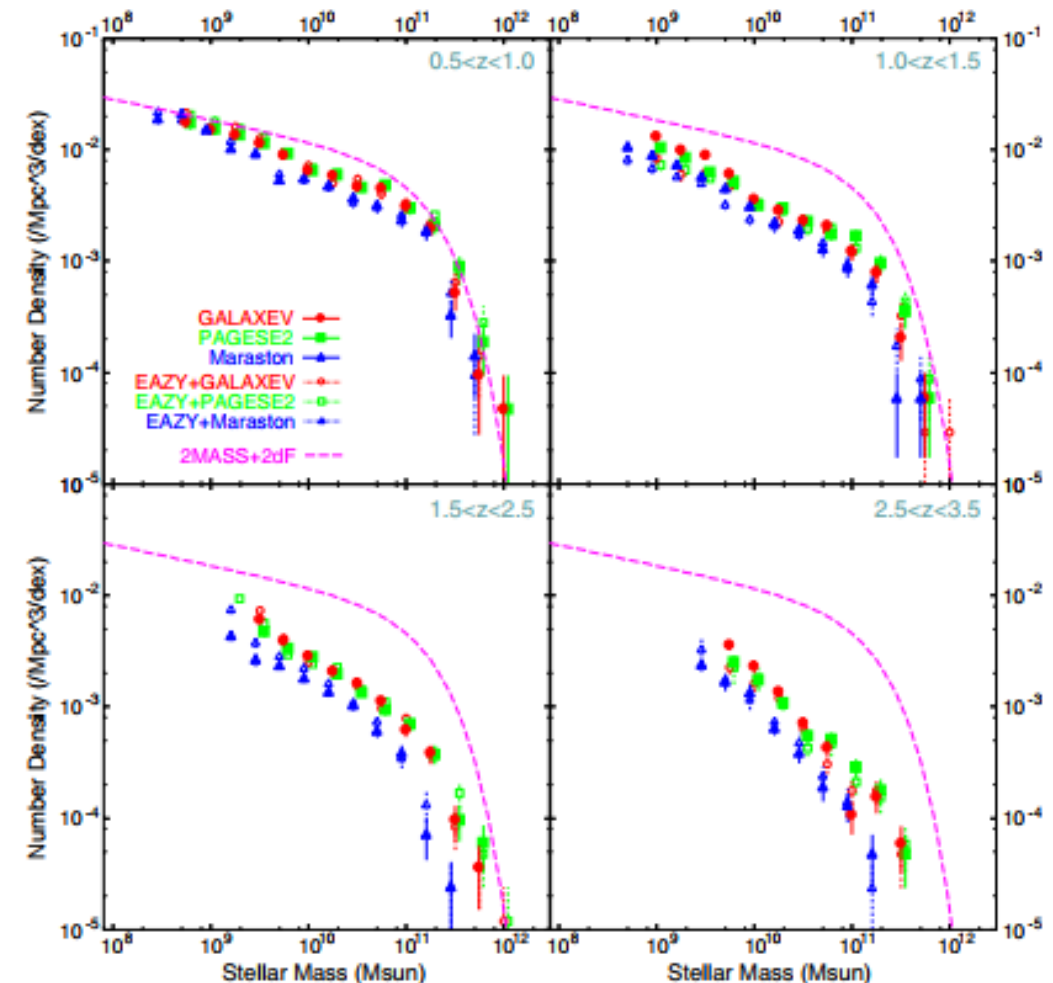 10^8 10^9 10^10 10^11 10^12 10^8 10^9 10^10 10^11 10^12
10^-1 0.5<z<1.0 1.0<z<1.5 10^-1
10^-2 10^-2
10^-3 10^-3
10^-4 10^-4
10^-5 10^-5
Number Density (/Mpc^3/dex)
GALAXEV
PAGESE2
Maraston
EAZY+GALAXEV
EAZY+PAGESE2
EAZY+Maraston
2MASS+2dF
1.5<z<2.5 2.5<z<3.5
10^-2 10^-2
10^-3 10^-3
10^-4 10^-4
10^-5 10^-5
Number Density (/Mpc^3/dex)
10^8 10^9 10^10 10^11 10^12 10^8 10^9 10^10 10^11 10^12
Stellar Mass (Msun) Stellar Mass (Msun)